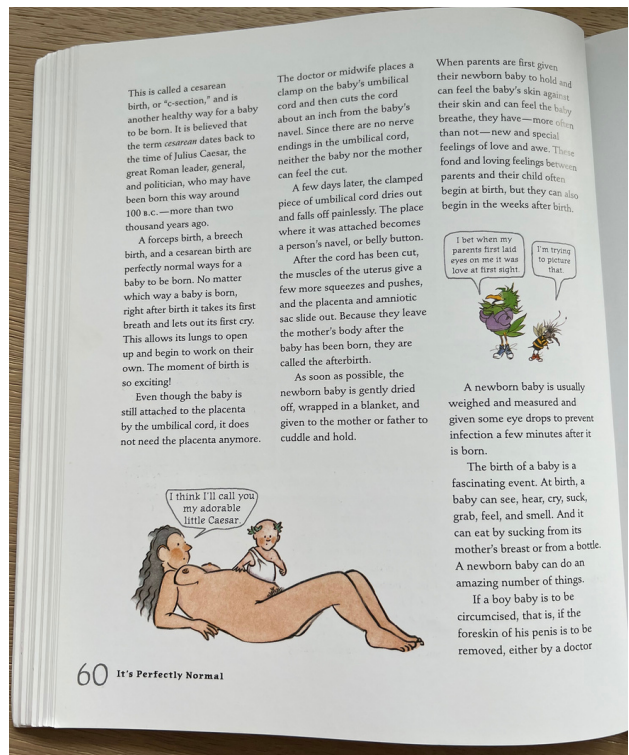 This is called a cesarean
birth, or “c-section,” and is
another healthy way for a baby
to be born. It is believed that
the term cesarean dates back to
the time of Julius Caesar, the
great Roman leader, general,
and politician, who may have
been born this way around
100 B.C.—more than two
thousand years ago.
A forceps birth, a breech
birth, and a cesarean birth are
perfectly normal ways for a
baby to be born. No matter
which way a baby is born,
right after birth it takes its first
breath and lets out its first cry.
This allows its lungs to open
up and begin to work on their
own. The moment of birth is
so exciting!
Even though the baby is
still attached to the placenta
by the umbilical cord, it does
not need the placenta anymore.
The doctor or midwife places a
clamp on the baby’s umbilical
cord and then cuts the cord
about an inch from the baby’s
navel. Since there are no nerve
endings in the umbilical cord,
neither the baby nor the mother
can feel the cut.
A few days later, the clamped
piece of umbilical cord dries out
and falls off painlessly. The place
where it was attached becomes
a person’s navel, or belly button.
After the cord has been cut,
the muscles of the uterus give a
few more squeezes and pushes,
and the placenta and amniotic
sac slide out. Because they leave
the mother’s body after the
baby has been born, they are
called the afterbirth.
As soon as possible, the
newborn baby is gently dried
off, wrapped in a blanket, and
given to the mother or father to
cuddle and hold.
When parents are first given
their newborn baby to hold and
can feel the baby’s skin against
their skin and can feel the baby
breathe, they have—more often
than not—new and special
feelings of love and awe. These
fond and loving feelings between
parents and their child often
begin at birth, but they can also
begin in the weeks after birth.
I bet when my
parents first laid
eyes on me it was
love at first sight.
I’m trying
to picture
that.
A newborn baby is usually
weighed and measured and
given some eye drops to prevent
infection a few minutes after it
is born.
The birth of a baby is a
fascinating event. At birth, a
baby can see, hear, cry, suck,
grab, feel, and smell. And it
can eat by sucking from its
mother’s breast or from a bottle.
A newborn baby can do an
amazing number of things.
If a boy baby is to be
circumcised, that is, if the
foreskin of his penis is to be
removed, either by a doctor
I think I’ll call you
my adorable
little Caesar.
60 It’s Perfectly Normal